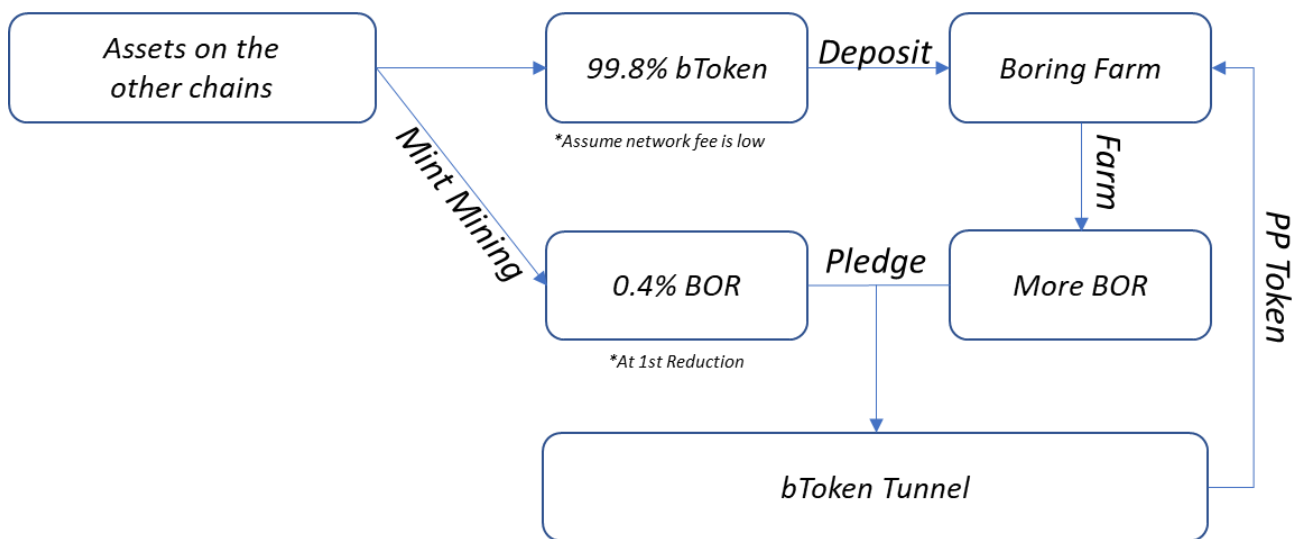 Assets on the
other chains
99.8% bToken
Deposit
Boring Farm
*Assume network fee is low
Mint Mining
Farm
PP Token
0.4% BOR
Pledge
More BOR
*At 1st Reduction
bToken Tunnel